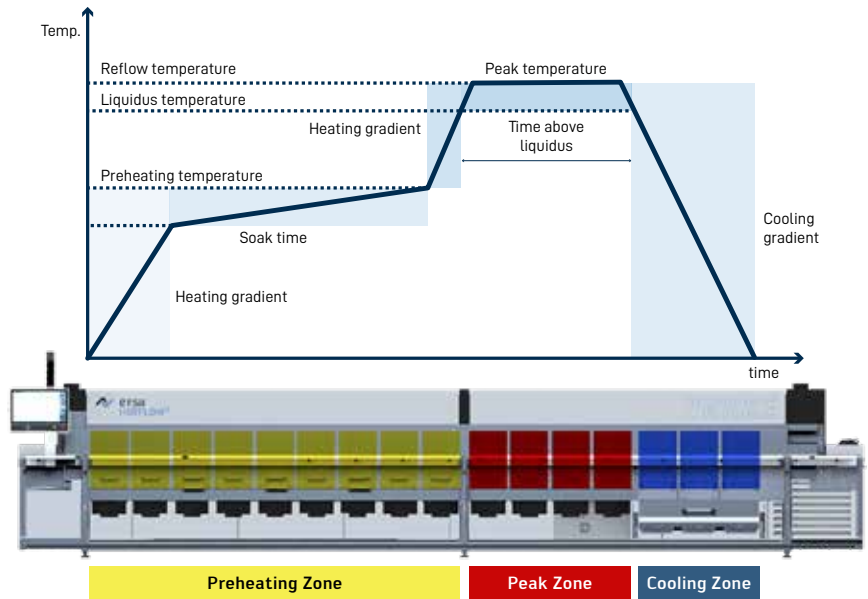 Temp.
Reflow temperature
Peak temperature
Liquidus temperature
Heating gradient
Time above
liquidus
Preheating temperature
Soak time
Cooling
gradient
Heating gradient
time
ersa
HOTFLOW
Preheating Zone
Peak Zone
Cooling Zone